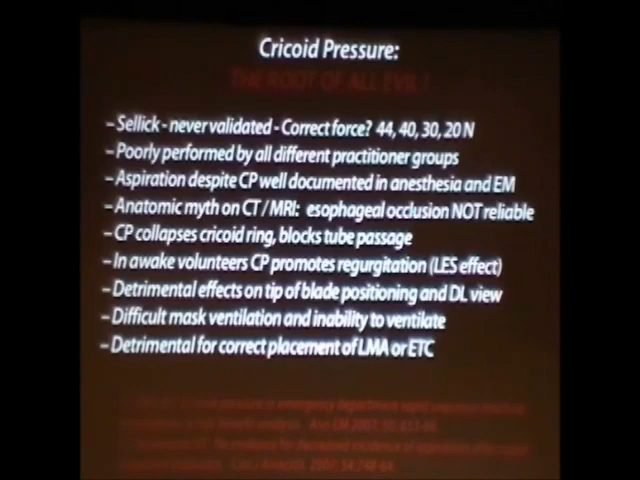 Cricoid Pressure:
THE ROOT OF ALL EVIL!
– Sellick - never validated - Correct force? 44, 40, 30, 20 N
– Poorly performed by all different practitioner groups
– Aspiration despite CP well documented in anesthesia and EM
– Anatomic myth on CT / MRI: esophageal occlusion NOT reliable
– CP collapses cricoid ring, blocks tube passage
– In awake volunteers CP promotes regurgitation (LES effect)
– Detrimental effects on tip of blade positioning and DL view
– Difficult mask ventilation and inability to ventilate
– Detrimental for correct placement of LMA or ETC